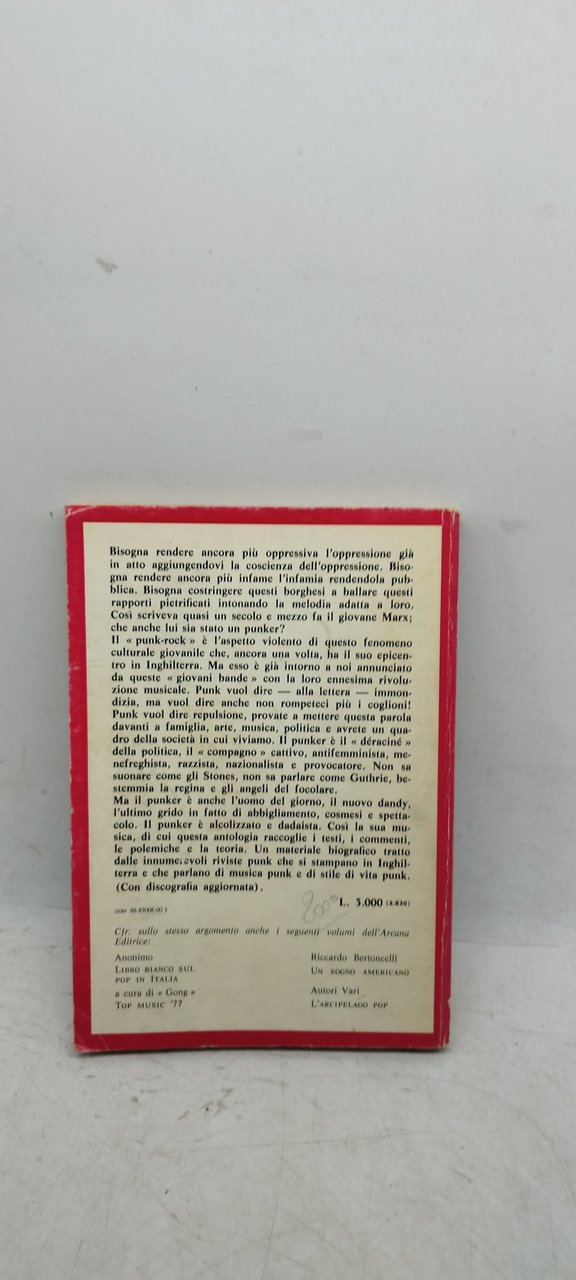 Bisogna rendere ancora più oppressiva l'oppressione già
in atto aggiungendovi la coscienza dell'oppressione. Biso-
gna rendere ancora più infame l'infamia rendendola pub-
blica. Bisogna costringere questi borghesi a ballare questi
rapporti pietrificati intonando la melodia adatta a loro.
Così scriveva quasi un secolo e mezzo fa il giovane Marx;
che anche lui sia stato un punker?
Il « punk-rock » è l'aspetto violento di questo fenomeno
culturale giovanile che, ancora una volta, ha il suo epicen-
tro in Inghilterra. Ma esso è già intorno a noi annunciato
da queste « giovani bande » con la loro ennesima rivolu-
zione musicale. Punk vuol dire — alla lettera — immon-
dizia, ma vuol dire anche non rompeteci più i coglioni!
Punk vuol dire repulsione, provate a mettere questa parola
davanti a famiglia, arte, musica, politica e avrete un qua-
dro della società in cui viviamo. Il punker è il « déraciné »
della politica, il « compagno » cattivo, antifemminista, me-
nefreghista, razzista, nazionalista e provocatore. Non sa
suonare come gli Stones, non sa parlare come Guthrie, be-
stemmia la regina e gli angeli del focolare.
Ma il punker è anche l'uomo del giorno, il nuovo dandy,
l'ultimo grido in fatto di abbigliamento, cosmesi e spetta-
colo. Il punker è alcolizzato e dadaista. Così la sua mu-
sica, di cui questa antologia raccoglie i testi, i commenti,
le polemiche e la teoria. Un materiale biografico tratto
dalle innumerevoli riviste punk che si stampano in Inghil-
terra e che parlano di musica punk e di stile di vita punk.
(Con discografia aggiornata).
L. 3.000 (2.830)
Cfr. sullo stesso argomento anche i seguenti volumi dell'Arcana
Editrice:
Anonimo
LIBRO BIANCO SUL
POP IN ITALIA
a cura di « Gong »
TOP MUSIC '77
Riccardo Bertoncelli
UN SOGNO AMERICANO
Autori Vari
L'ARCIPELAGO POP